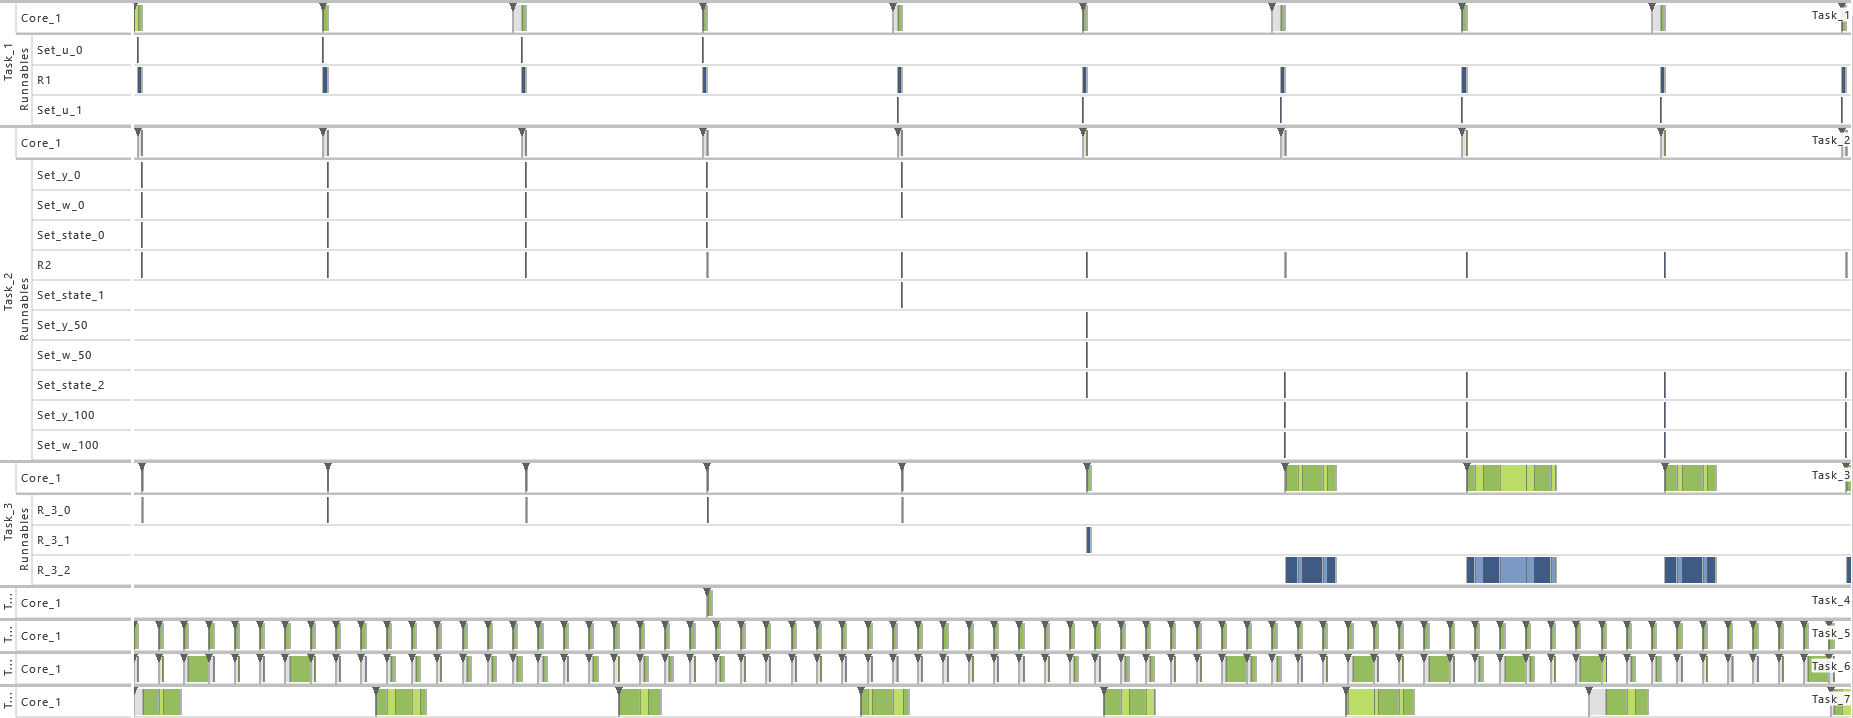 Core_1 Task_1
Task_1
Runnables
Set_u_0
R1
Set_u_1
Core_1 Task_2
Task_2
Runnables
Set_y_0
Set_w_0
Set_state_0
R2
Set_state_1
Set_y_50
Set_w_50
Set_state_2
Set_y_100
Set_w_100
Core_1 Task_3
Task_3
Runnables
R_3_0
R_3_1
R_3_2
T... Core_1 Task_4
T... Core_1 Task_5
T... Core_1 Task_6
T... Core_1 Task_7